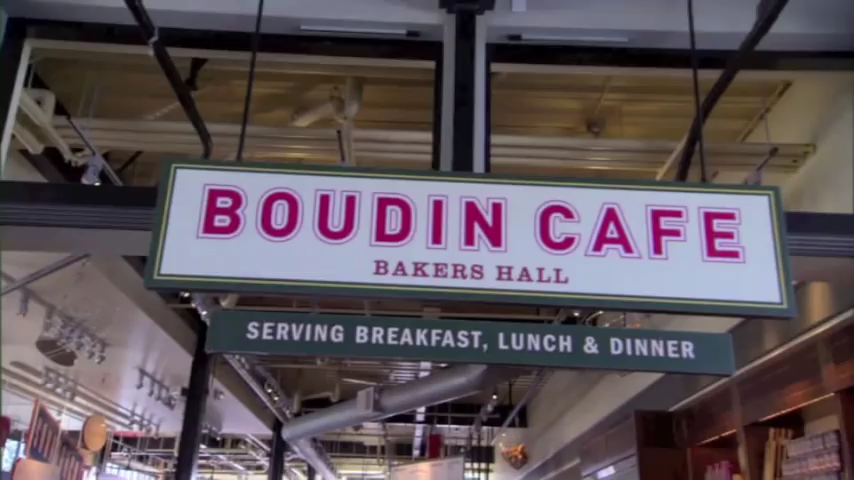 BOUDIN CAFE
BAKERS HALL
SERVING BREAKFAST, LUNCH & DINNER